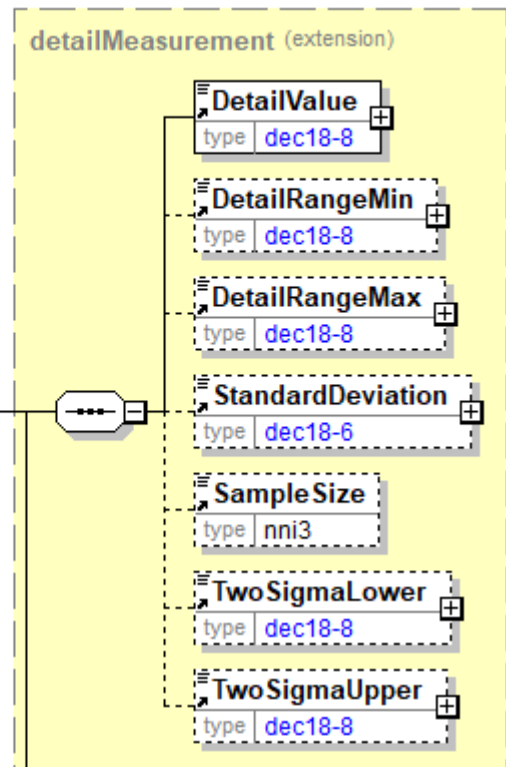 detailMeasurement (extension)
DetailValue
type dec18-8
DetailRangeMin
type dec18-8
DetailRangeMax
type dec18-8
StandardDeviation
type dec18-6
SampleSize
type nni3
TwoSigmaLower
type dec18-8
TwoSigmaUpper
type dec18-8